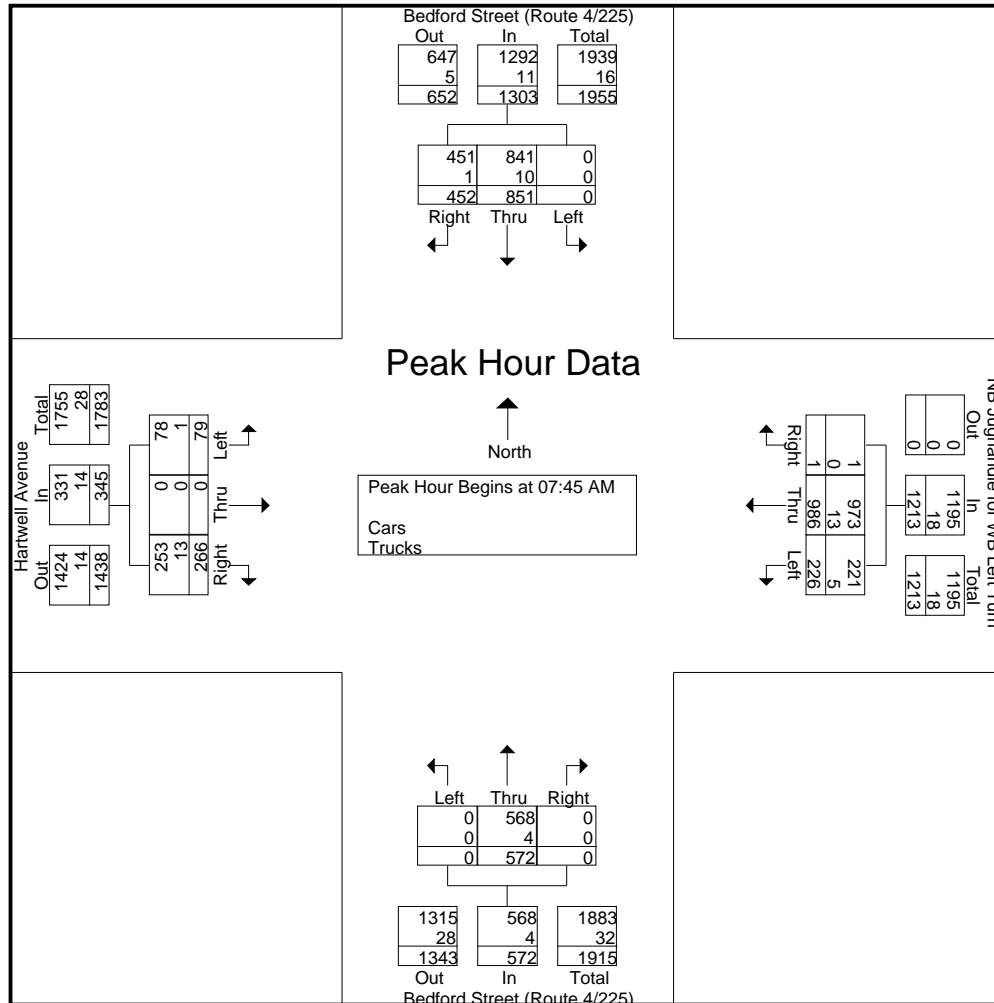 Bedford Street (Route 4/225)
Out In Total
647 1292 1939
5 11 16
652 1303 1955
451 841 0
1 10 0
452 851 0
Right Thru Left
Peak Hour Data
North
Peak Hour Begins at 07:45 AM
Cars
Trucks
Hartwell Avenue
Out In Total
1424 331 1755
14 14 28
1438 345 1783
78 0 253
1 0 13
79 0 266
Left Thru Right
NB Jughandle for WB Left Turn
Out In Total
0 1195 1195
0 18 18
0 1213 1213
1 973 221
0 13 5
1 986 226
Right Thru Left
Left Thru Right
0 568 0
0 4 0
0 572 0
1315 568 1883
28 4 32
1343 572 1915
Out In Total
Bedford Street (Route 4/225)